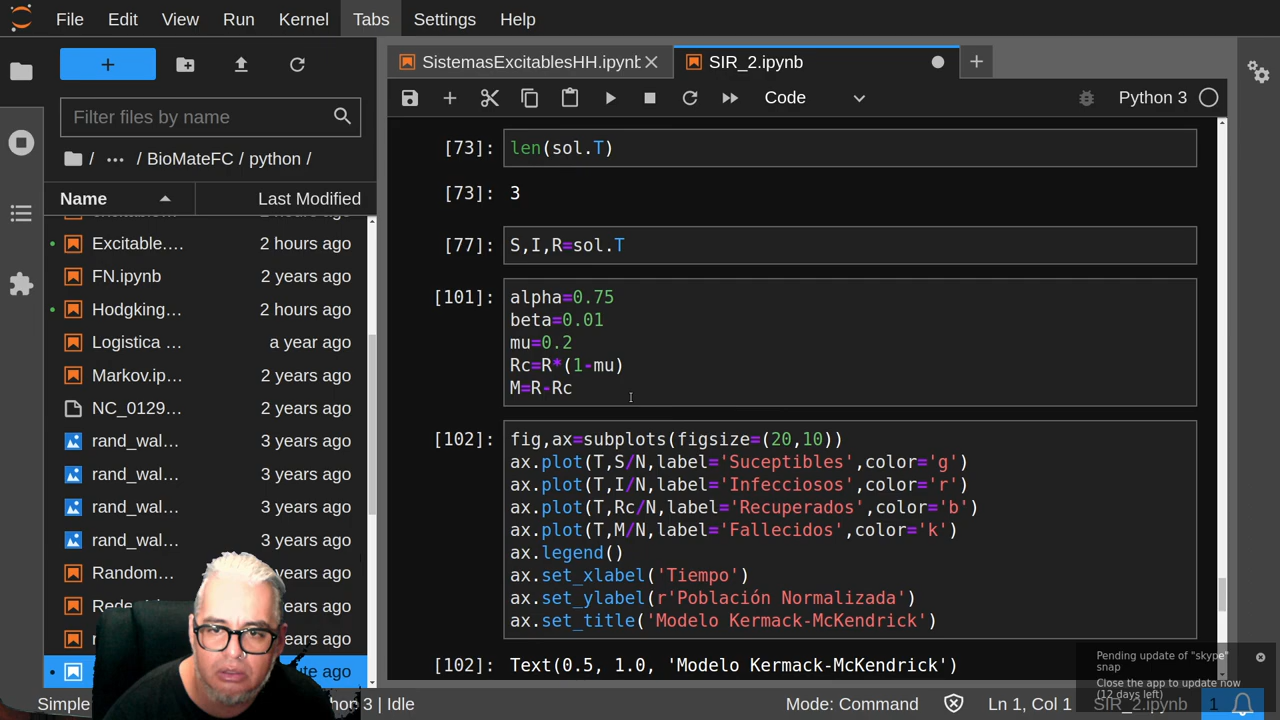 File Edit View Run Kernel Tabs Settings Help
SistemasExcitablesHH.ipynb
SIR_2.ipynb
Filter files by name
/ ... / BioMateFC / python /
Code
Python 3
Name
Last Modified
2 hours ago
Excitable.… 2 hours ago
FN.ipynb 2 years ago
Hodgking… 2 hours ago
Logistica … a year ago
Markov.ip… 2 years ago
NC_0129… 2 years ago
rand_wal… 3 years ago
rand_wal… 3 years ago
rand_wal… 3 years ago
rand_wal… 3 years ago
Random… years ago
ears ago
ears ago
ute ago
[73]: len(sol.T)
[73]: 3
[77]: S,I,R=sol.T
[101]: alpha=0.75
beta=0.01
mu=0.2
Rc=R*(1-mu)
M=R-Rc
[102]: fig,ax=subplots(figsize=(20,10))
ax.plot(T,S/N,label='Suceptibles',color='g')
ax.plot(T,I/N,label='Infecciosos',color='r')
ax.plot(T,Rc/N,label='Recuperados',color='b')
ax.plot(T,M/N,label='Fallecidos',color='k')
ax.legend()
ax.set_xlabel('Tiempo')
ax.set_ylabel(r'Población Normalizada')
ax.set_title('Modelo Kermack-McKendrick')
[102]: Text(0.5, 1.0, 'Modelo Kermack-McKendrick')
Pending update of "skype"
snap
Close the app to update now
(12 days left)
Simple
hon 3 | Idle
Mode: Command
Ln 1, Col 1
SIR_2.ipynb
1